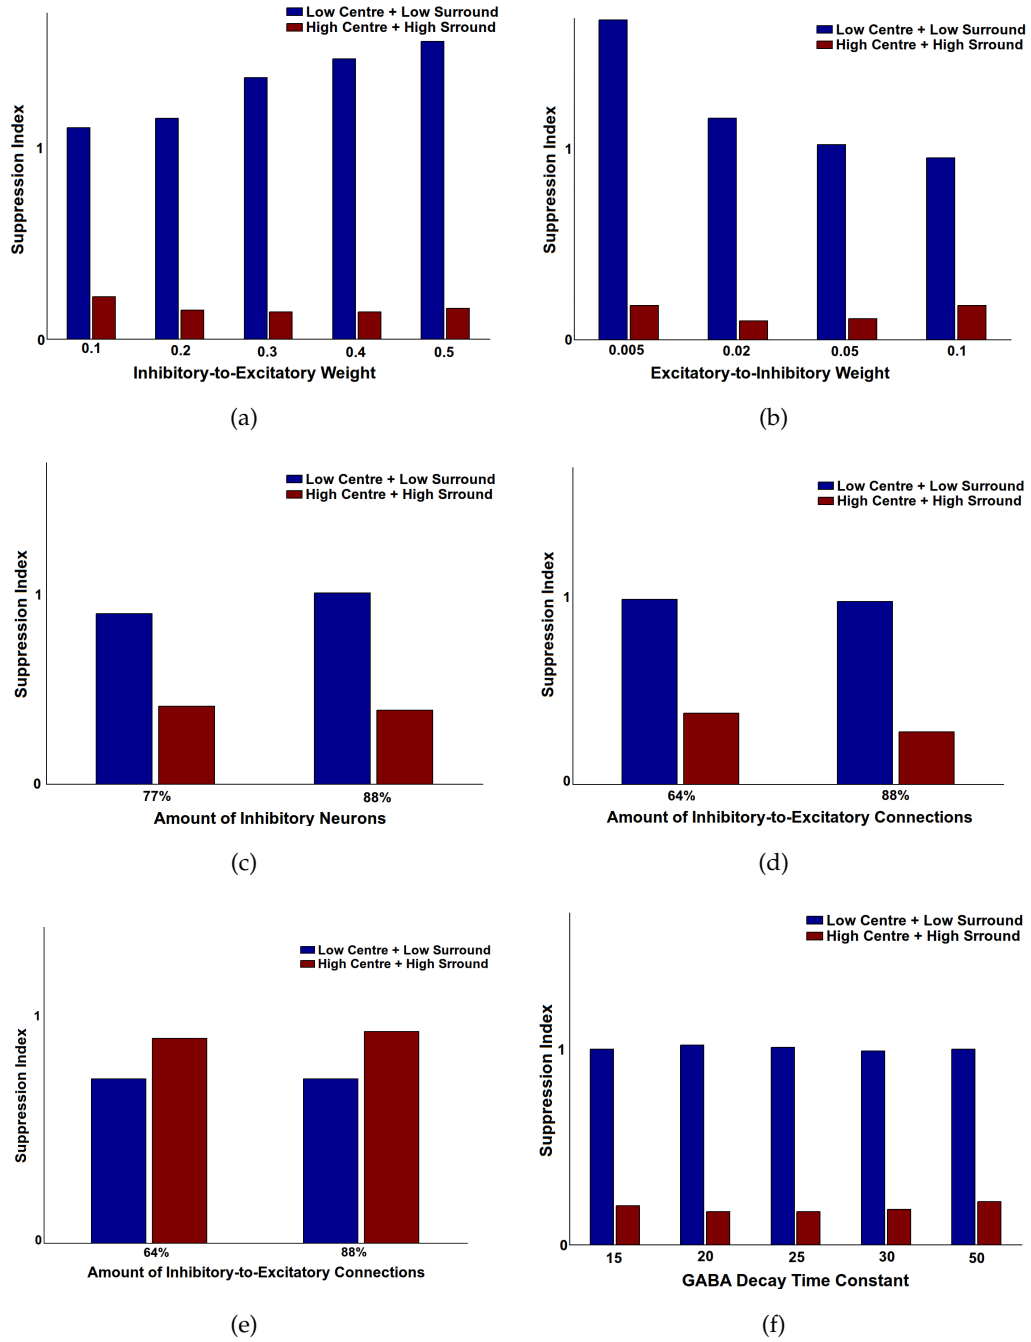 Low Centre + Low Surround
High Centre + High Srround
Suppression Index
1
0
0.1 0.2 0.3 0.4 0.5
Inhibitory-to-Excitatory Weight
(a)
Low Centre + Low Surround
High Centre + High Srround
Suppression Index
1
0
0.005 0.02 0.05 0.1
Excitatory-to-Inhibitory Weight
(b)
Low Centre + Low Surround
High Centre + High Srround
Suppression Index
1
0
77% 88%
Amount of Inhibitory Neurons
(c)
Low Centre + Low Surround
High Centre + High Srround
Suppression Index
1
0
64% 88%
Amount of Inhibitory-to-Excitatory Connections
(d)
Low Centre + Low Surround
High Centre + High Srround
Suppression Index
1
0
64% 88%
Amount of Inhibitory-to-Excitatory Connections
(e)
Low Centre + Low Surround
High Centre + High Srround
Suppression Index
1
0
15 20 25 30 50
GABA Decay Time Constant
(f)